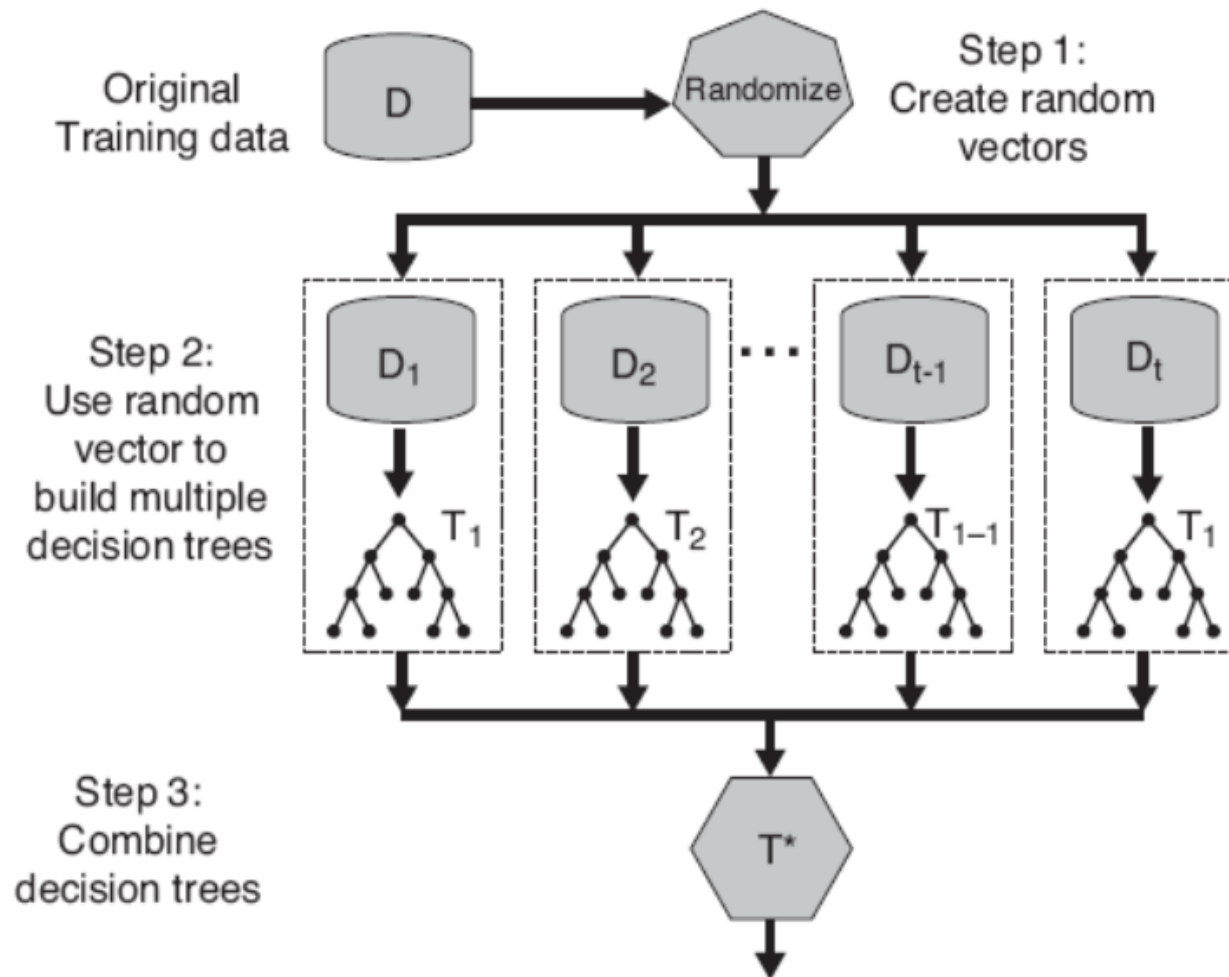 Original
Training data
D
Randomize
Step 1:
Create random
vectors
Step 2:
Use random
vector to
build multiple
decision trees
D₁
D₂
...
Dₜ₋₁
Dₜ
T₁
T₂
T₁₋₁
T₁
Step 3:
Combine
decision trees
T*